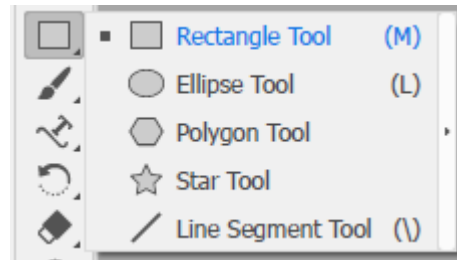 Rectangle Tool (M)
Ellipse Tool (L)
Polygon Tool
Star Tool
Line Segment Tool (\)